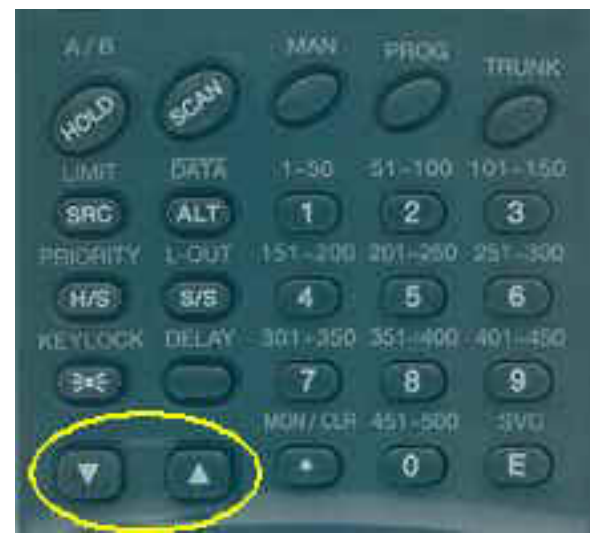 A/B MAN PROG TRUNK
HOLD SCAN
LIMIT DATA 1-50 51-100 101-150
SRC ALT 1 2 3
PRIORITY L-OUT 151-200 201-250 251-300
H/S S/S 4 5 6
KEYLOCK DELAY 301-350 351-400 401-450
7 8 9
MON/CLR 451-500 SVC
▼ ▲ • 0 E